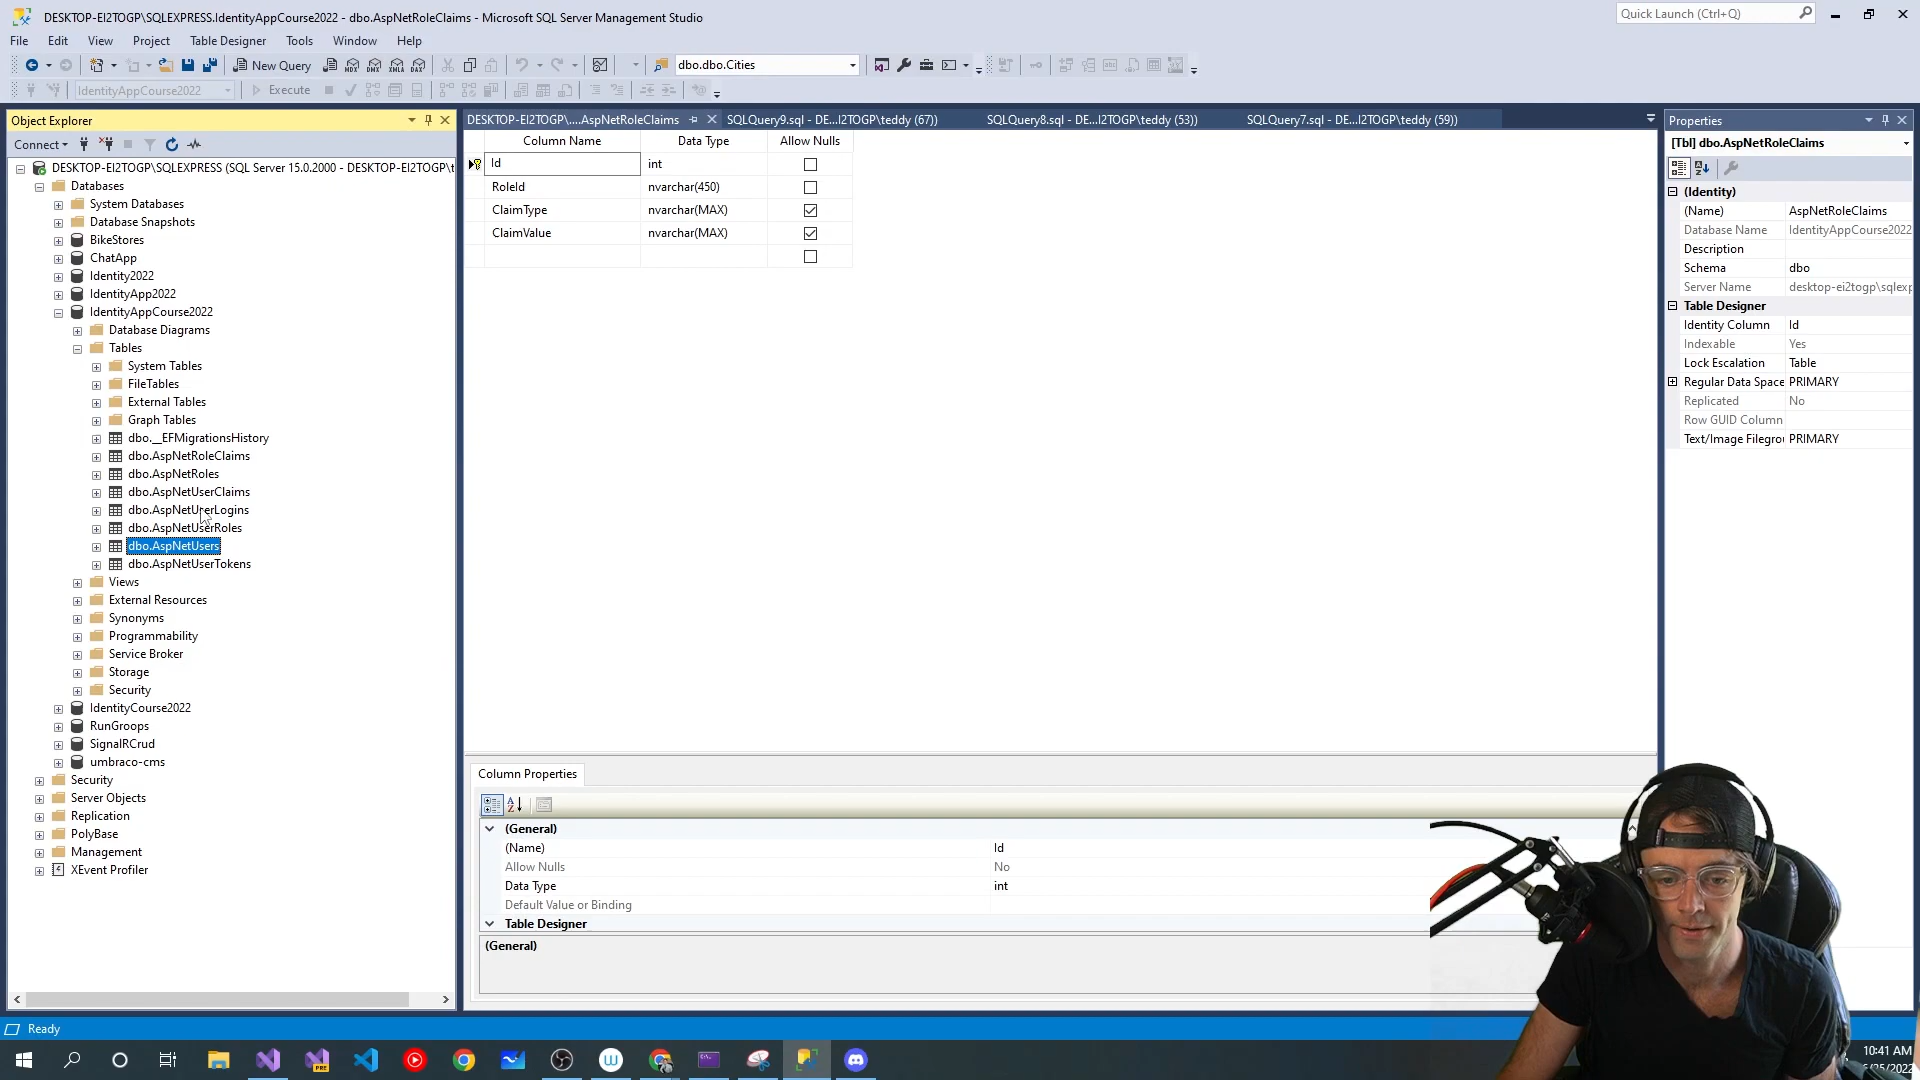 DESKTOP-EI2TOGP\SQLEXPRESS.IdentityAppCourse2022 - dbo.AspNetRoleClaims - Microsoft SQL Server Management Studio
Quick Launch (Ctrl+Q)
File Edit View Project Table Designer Tools Window Help
New Query MDX DMX XMLA DAX dbo.dbo.Cities
IdentityAppCourse2022 Execute
Object Explorer
Connect
DESKTOP-EI2TOGP\SQLEXPRESS (SQL Server 15.0.2000 - DESKTOP-EI2TOGP\t
Databases
System Databases
Database Snapshots
BikeStores
ChatApp
Identity2022
IdentityApp2022
IdentityAppCourse2022
Database Diagrams
Tables
System Tables
FileTables
External Tables
Graph Tables
dbo.__EFMigrationsHistory
dbo.AspNetRoleClaims
dbo.AspNetRoles
dbo.AspNetUserClaims
dbo.AspNetUserLogins
dbo.AspNetUserRoles
dbo.AspNetUsers
dbo.AspNetUserTokens
Views
External Resources
Synonyms
Programmability
Service Broker
Storage
Security
IdentityCourse2022
RunGroops
SignalRCrud
umbraco-cms
Security
Server Objects
Replication
PolyBase
Management
XEvent Profiler
DESKTOP-EI2TOGP\....AspNetRoleClaims SQLQuery9.sql - DE...I2TOGP\teddy (67)) SQLQuery8.sql - DE...I2TOGP\teddy (53)) SQLQuery7.sql - DE...I2TOGP\teddy (59))
Column Name Data Type Allow Nulls
Id int
RoleId nvarchar(450)
ClaimType nvarchar(MAX)
ClaimValue nvarchar(MAX)
Column Properties
(General)
(Name) Id
Allow Nulls No
Data Type int
Default Value or Binding
Table Designer
(General)
Properties
[Tbl] dbo.AspNetRoleClaims
(Identity)
(Name) AspNetRoleClaims
Database Name IdentityAppCourse2022
Description
Schema dbo
Server Name desktop-ei2togp\sqlexp
Table Designer
Identity Column Id
Indexable Yes
Lock Escalation Table
Regular Data Space PRIMARY
Replicated No
Row GUID Column
Text/Image Filegrou PRIMARY
Ready
PRE
10:41 AM
6/25/2022